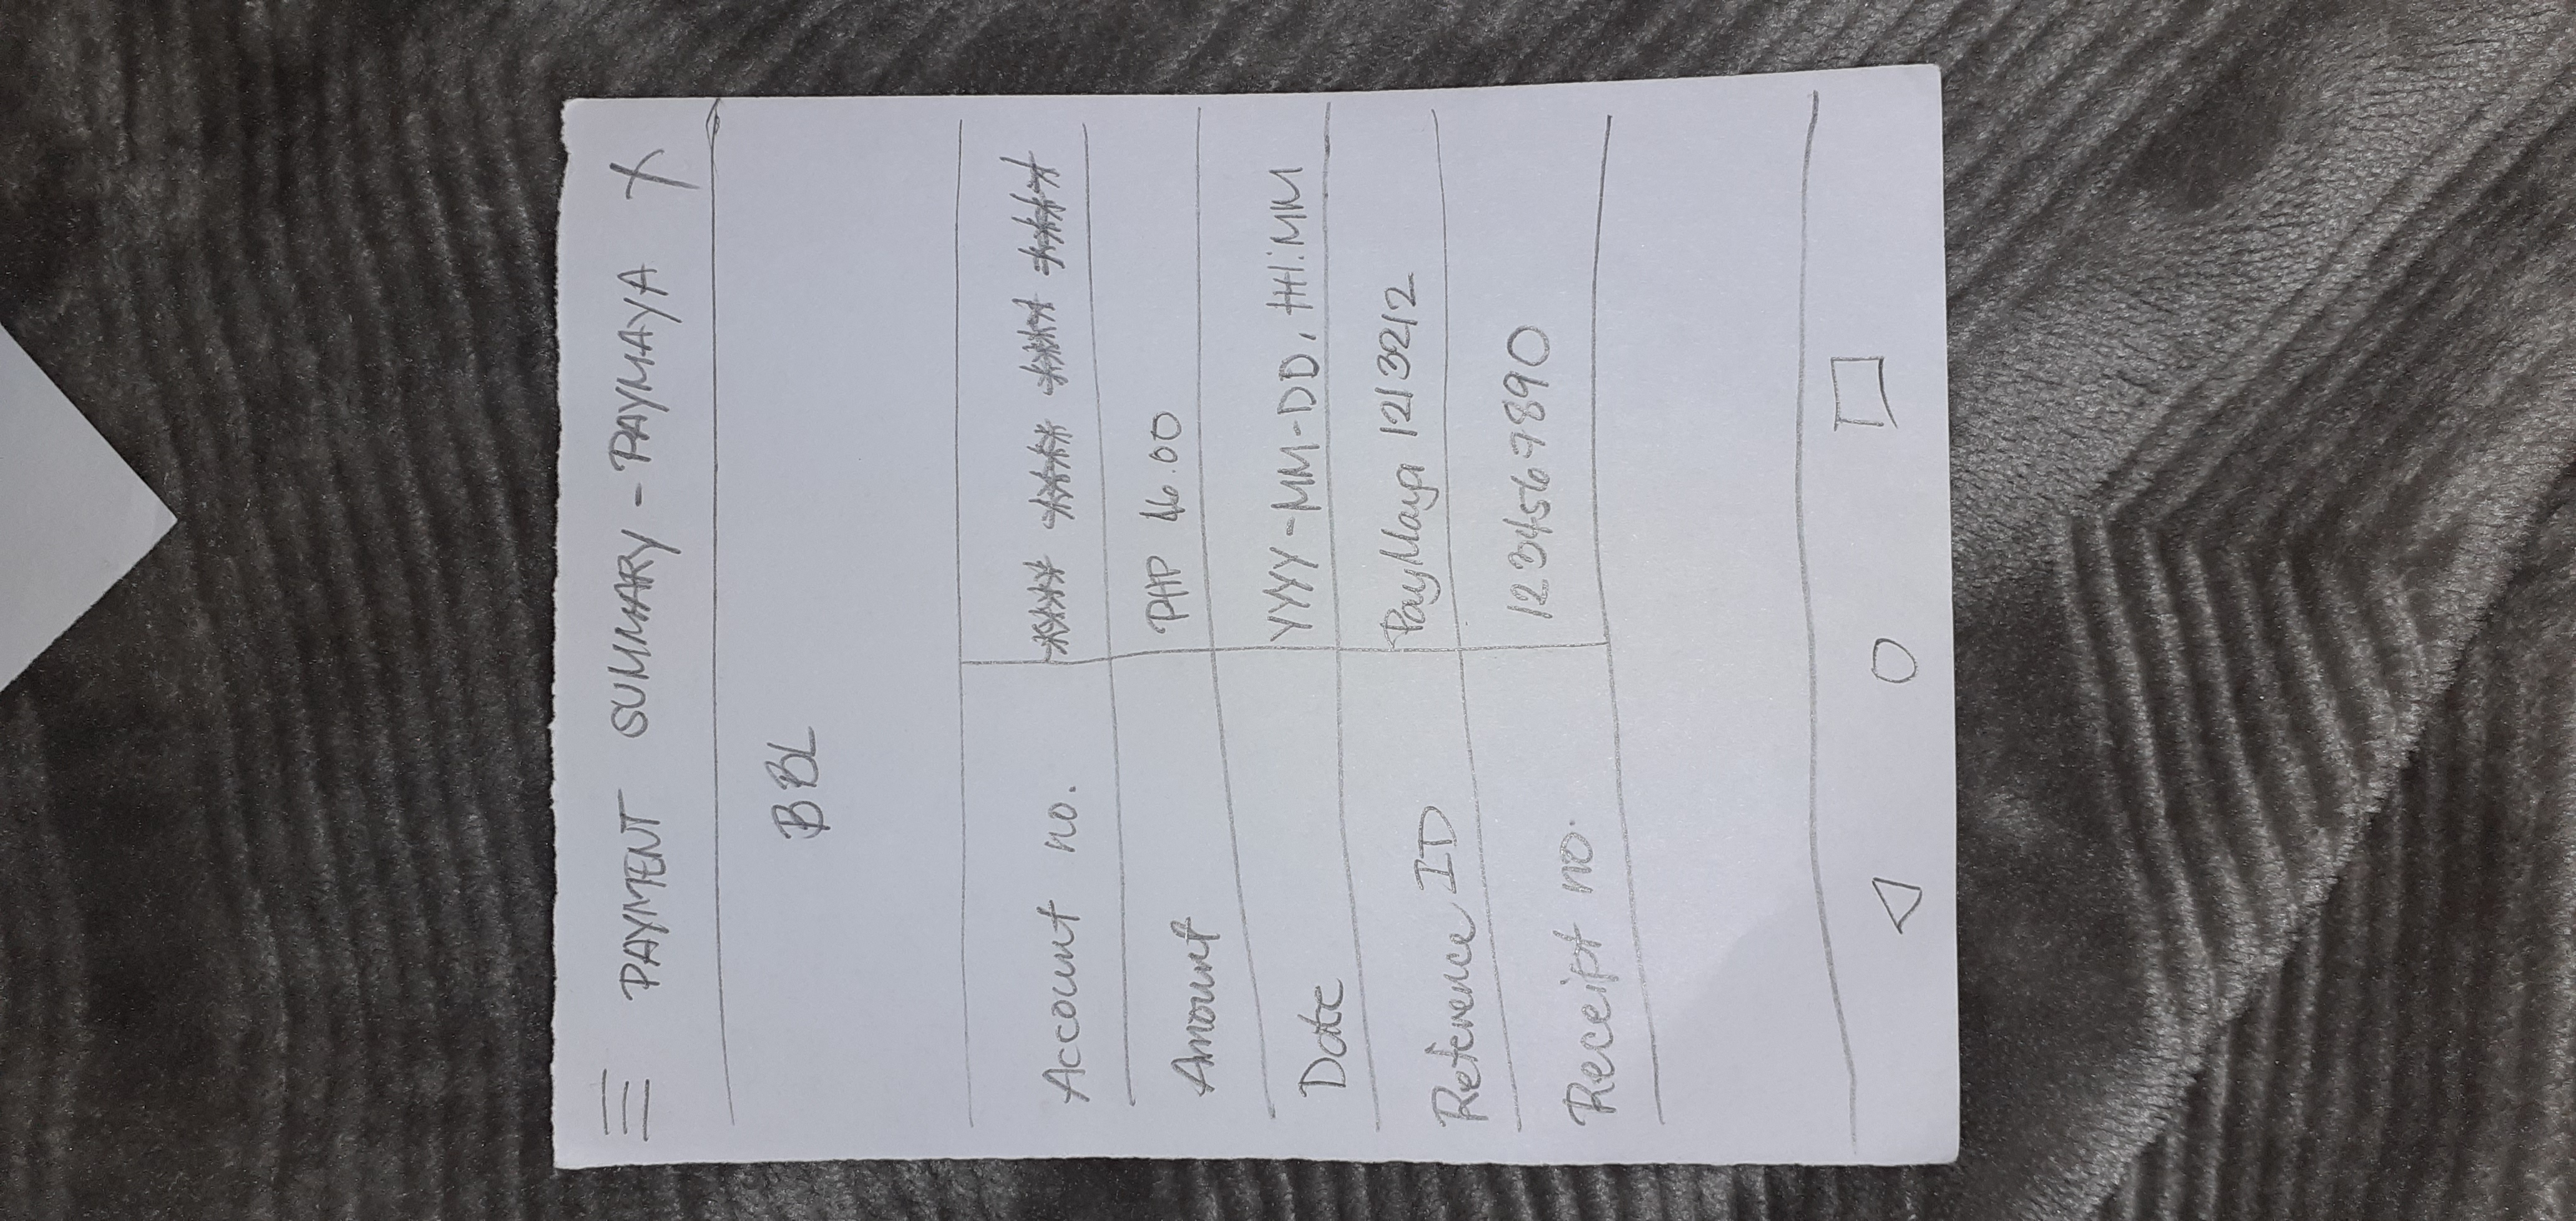 PAYMENT SUMMARY - PAYMAYA X
BBL
Account no. **** **** **** ****
Amount PHP 16.00
Date YYYY-MM-DD, HH:MM
Reference ID PayMaya 1213212
Receipt no. 1234567890